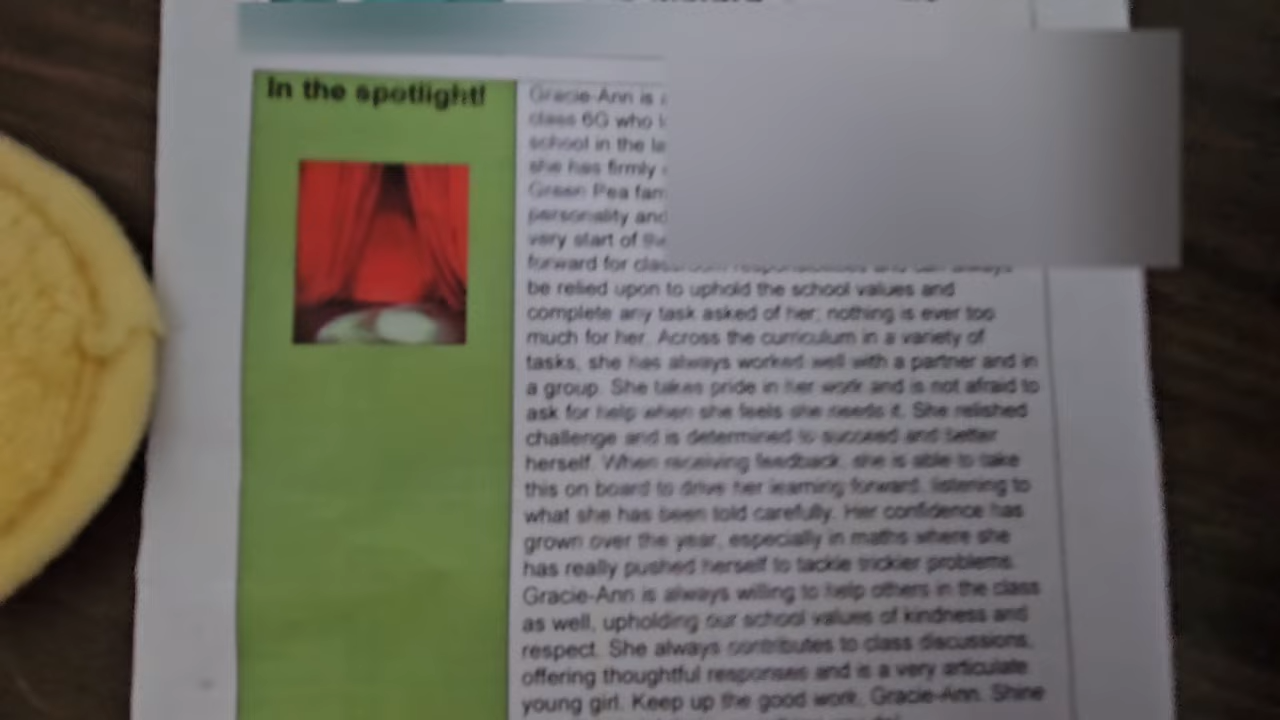 In the spotlight!
Gracie-Ann is
class 6G who
school in the
she has firmly
Green Pea
personality and
very start of
forward for classroom responsibilities and can always
be relied upon to uphold the school values and
complete any task asked of her; nothing is ever too
much for her. Across the curriculum in a variety of
tasks, she has always worked well with a partner and in
a group. She takes pride in her work and is not afraid to
ask for help when she feels she needs it. She relished
challenge and is determined to succeed and better
herself. When receiving feedback, she is able to take
this on board to drive her learning forward, listening to
what she has been told carefully. Her confidence has
grown over the year, especially in maths where she
has really pushed herself to tackle trickier problems.
Gracie-Ann is always willing to help others in the class
as well, upholding our school values of kindness and
respect. She always contributes to class discussions,
offering thoughtful responses and is a very articulate
young girl. Keep up the good work, Gracie-Ann. Shine